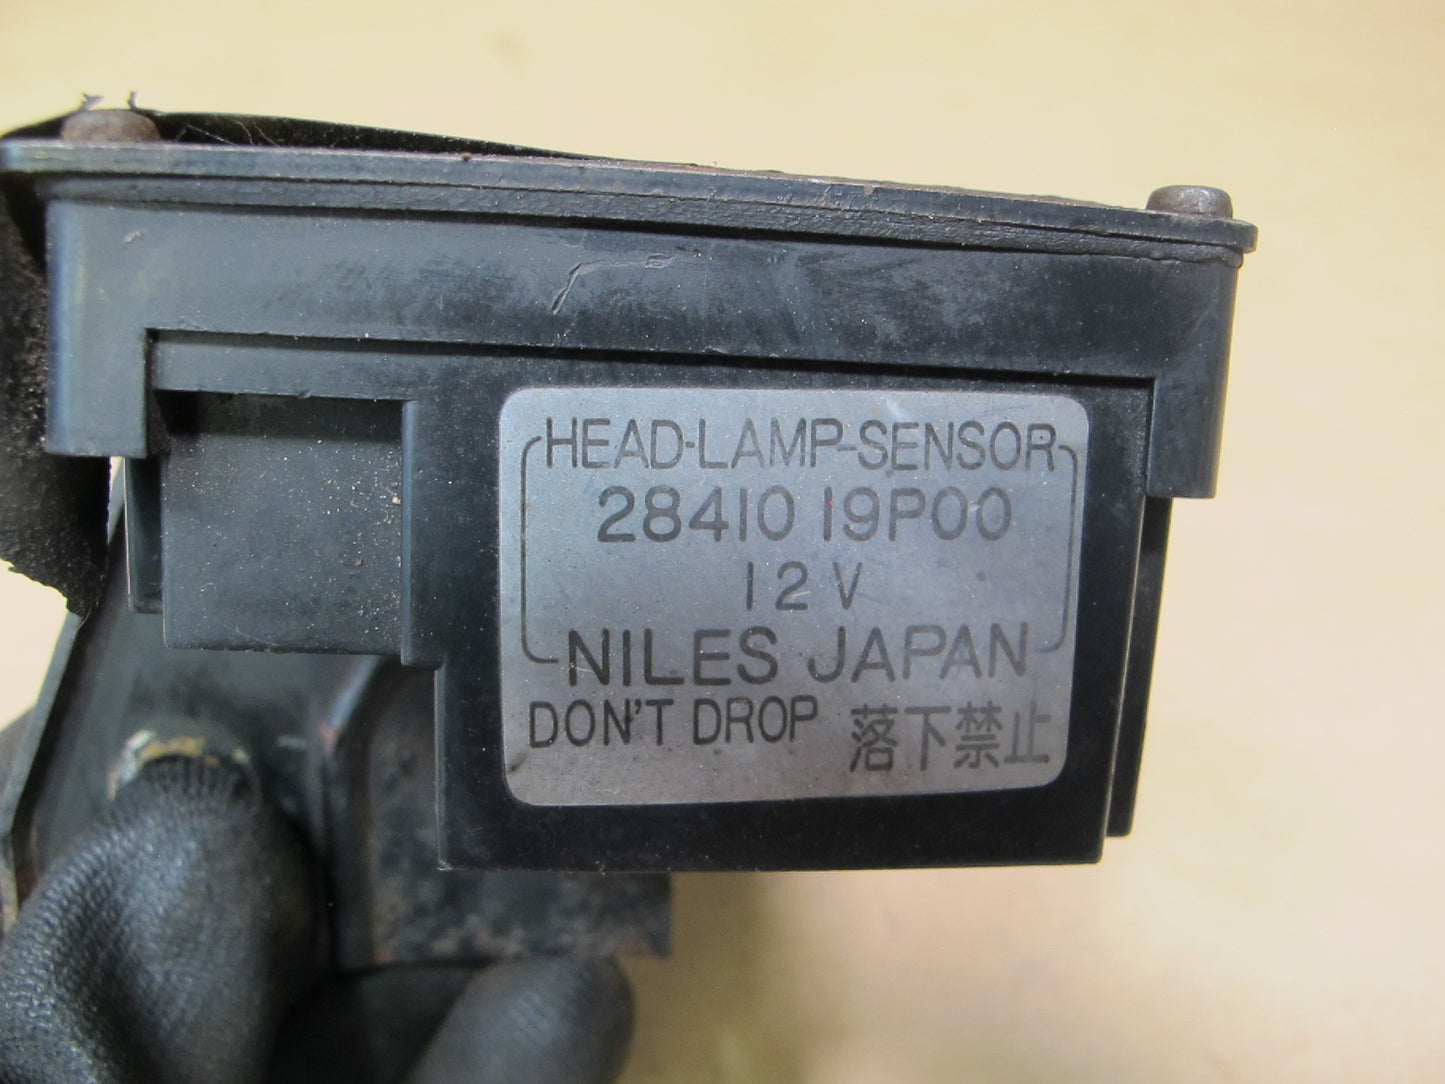 HEAD-LAMP-SENSOR
28410 19P00
12V
NILES JAPAN
DON'T DROP 落下禁止